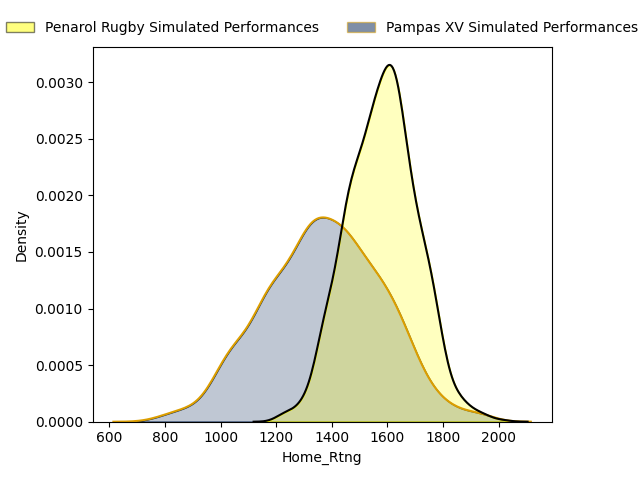 Penarol Rugby Simulated Performances
Pampas XV Simulated Performances
0.0030
0.0025
0.0020
0.0015
0.0010
0.0005
0.0000
Density
600 800 1000 1200 1400 1600 1800 2000
Home_Rtng